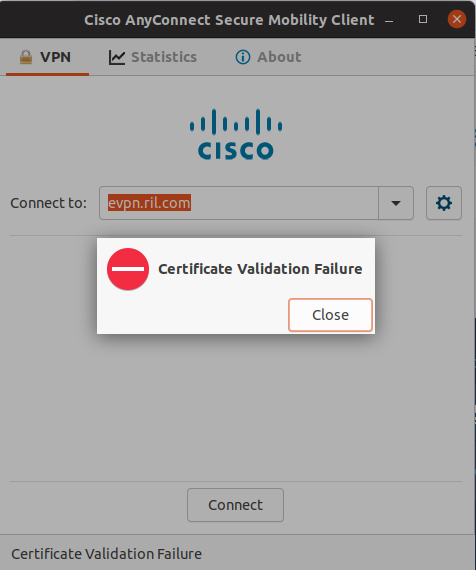 Cisco AnyConnect Secure Mobility Client
VPN Statistics About
CISCO
Connect to: evpn.ril.com
Certificate Validation Failure
Close
Connect
Certificate Validation Failure